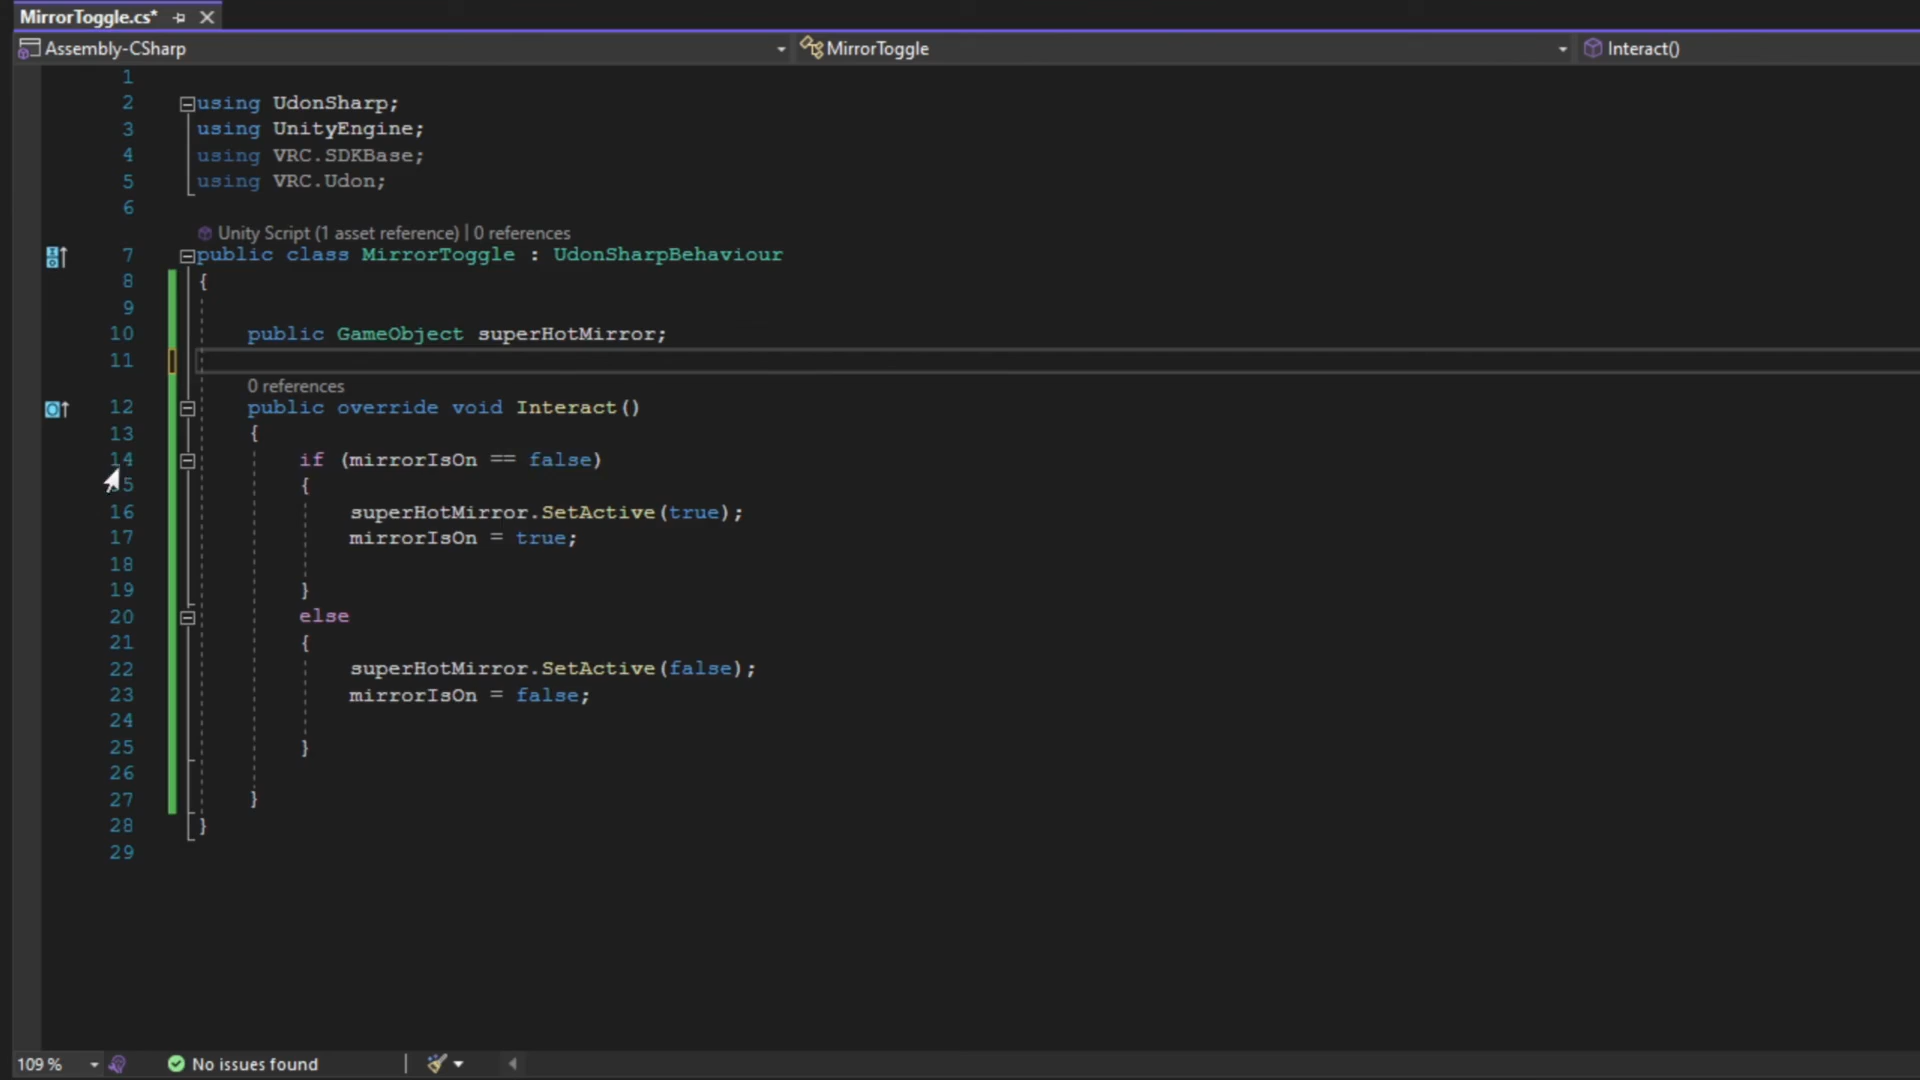 MirrorToggle.cs*
Assembly-CSharp MirrorToggle Interact()
1
2 using UdonSharp;
3 using UnityEngine;
4 using VRC.SDKBase;
5 using VRC.Udon;
6
Unity Script (1 asset reference) | 0 references
7 public class MirrorToggle : UdonSharpBehaviour
8 {
9
10 public GameObject superHotMirror;
11
0 references
12 public override void Interact()
13 {
14 if (mirrorIsOn == false)
15 {
16 superHotMirror.SetActive(true);
17 mirrorIsOn = true;
18
19 }
20 else
21 {
22 superHotMirror.SetActive(false);
23 mirrorIsOn = false;
24
25 }
26
27 }
28 }
29
109 % No issues found